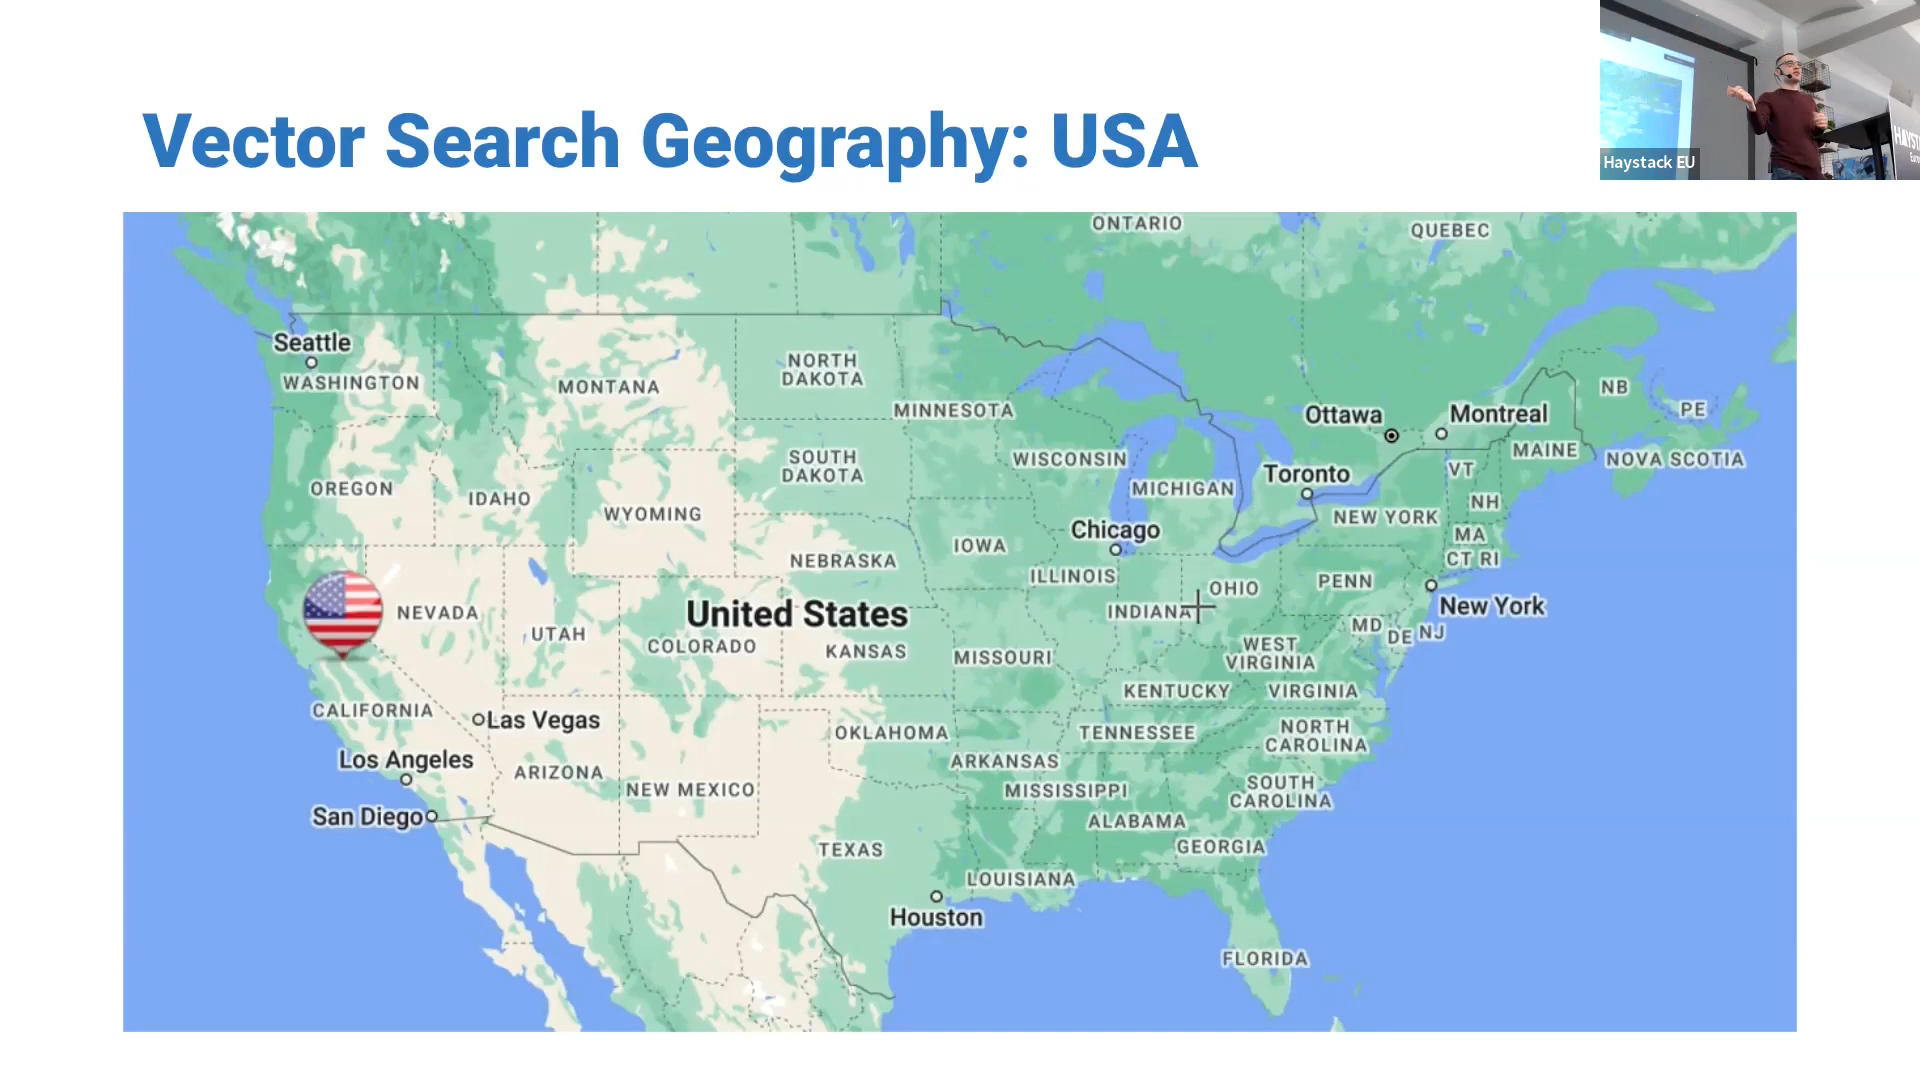 Vector Search Geography: USA
Haystack EU
HAYST
Euro
ONTARIO
QUEBEC
Seattle
WASHINGTON
MONTANA
NORTH
DAKOTA
MINNESOTA
Ottawa
Montreal
NB
PE
MAINE
NOVA SCOTIA
OREGON
IDAHO
WYOMING
SOUTH
DAKOTA
WISCONSIN
MICHIGAN
Toronto
VT
NH
NEW YORK
MA
CT RI
Chicago
IOWA
NEBRASKA
ILLINOIS
OHIO
PENN
INDIANA
New York
NEVADA
UTAH
United States
COLORADO
KANSAS
MISSOURI
WEST
VIRGINIA
MD
DE
NJ
KENTUCKY
VIRGINIA
CALIFORNIA
Las Vegas
OKLAHOMA
TENNESSEE
NORTH
CAROLINA
Los Angeles
ARIZONA
NEW MEXICO
ARKANSAS
MISSISSIPPI
SOUTH
CAROLINA
San Diego
ALABAMA
TEXAS
GEORGIA
LOUISIANA
Houston
FLORIDA